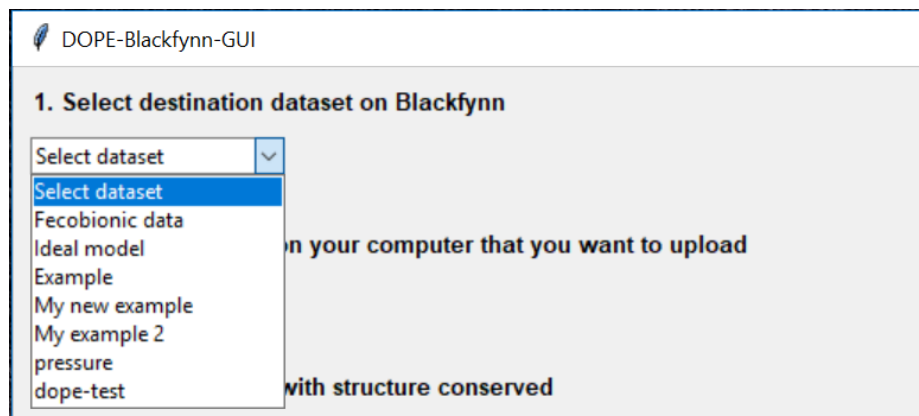 DOPE-Blackfynn-GUI
1. Select destination dataset on Blackfynn
Select dataset
Select dataset
Fecobionic data
Ideal model
on your computer that you want to upload
Example
My new example
My example 2
pressure
dope-test
with structure conserved